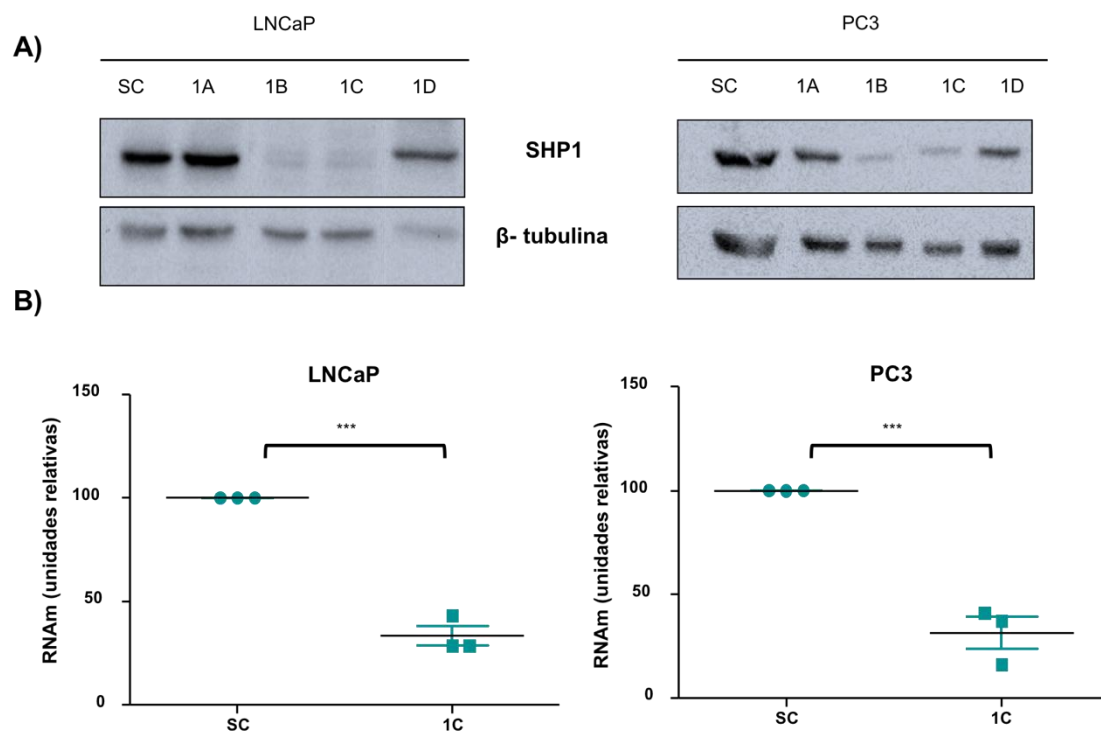 LNCaP
PC3
A)
SC 1A 1B 1C 1D
SC 1A 1B 1C 1D
SHP1
β- tubulina
B)
LNCaP
PC3
RNAm (unidades relativas)
150
100
50
0
***
SC 1C
RNAm (unidades relativas)
150
100
50
0
***
SC 1C